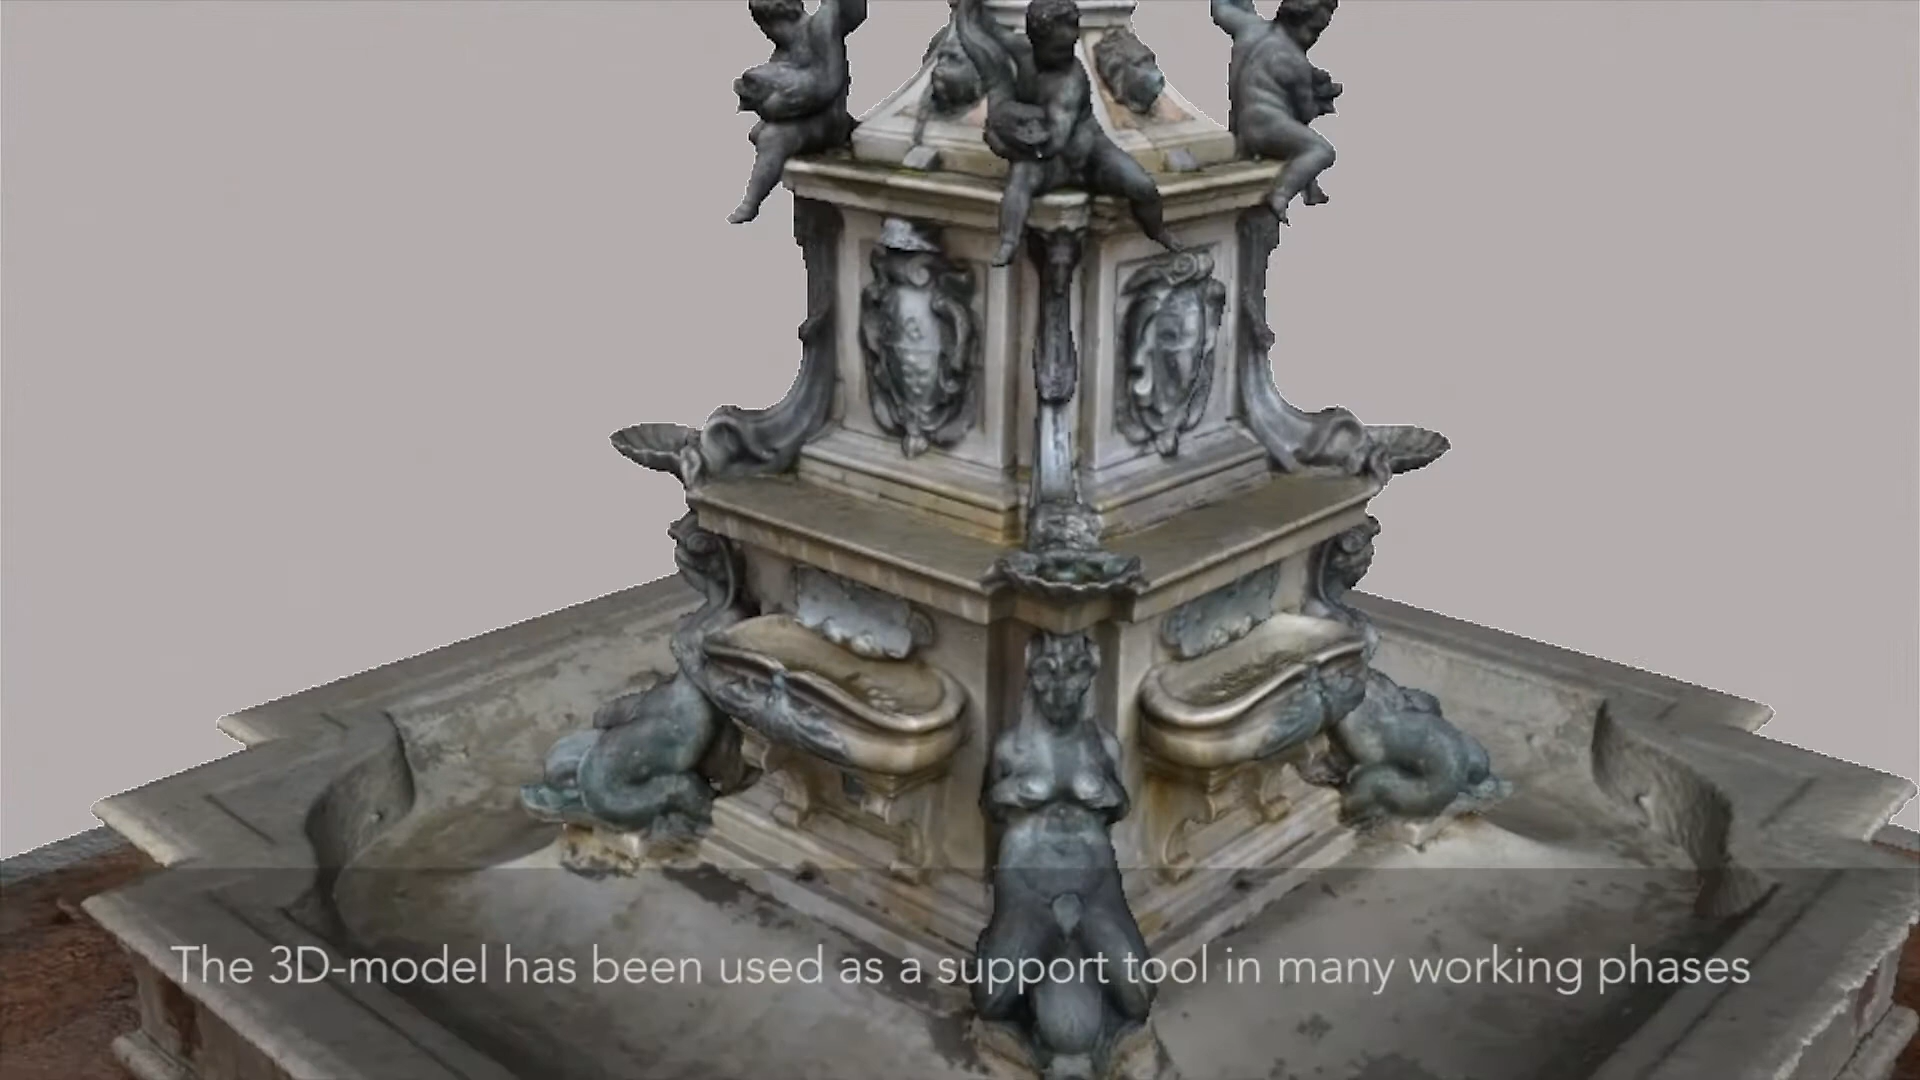 The 3D-model has been used as a support tool in many working phases